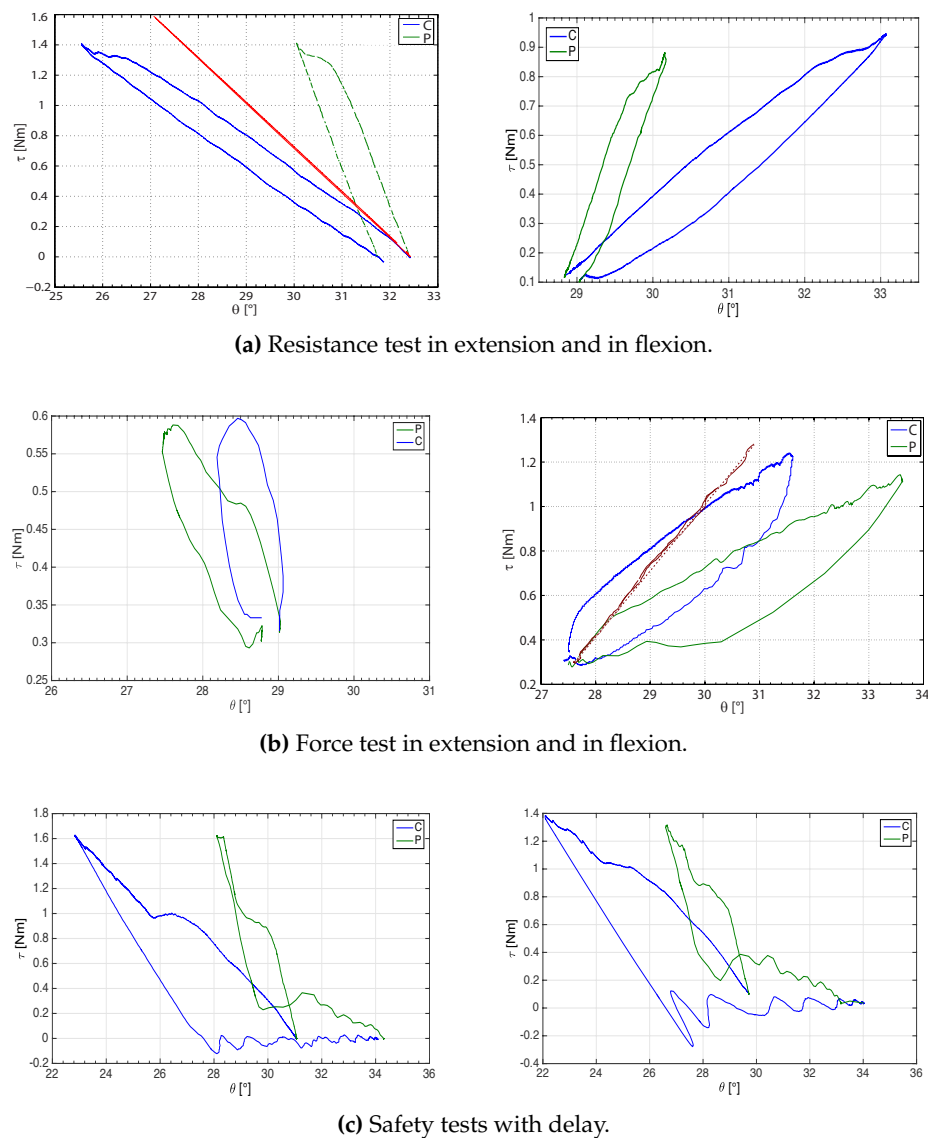 1.6
1.4
1.2
1
0.8
0.6
0.4
0.2
0
−0.2
τ [Nm]
25 26 27 28 29 30 31 32 33
θ [°]
C
P
1
0.9
0.8
0.7
0.6
0.5
0.4
0.3
0.2
0.1
τ [Nm]
29 30 31 32 33
θ [°]
C
P
(a) Resistance test in extension and in flexion.
0.6
0.55
0.5
0.45
0.4
0.35
0.3
0.25
τ [Nm]
26 27 28 29 30 31
θ [°]
P
C
1.4
1.2
1.0
0.8
0.6
0.4
0.2
τ [Nm]
27 28 29 30 31 32 33 34
θ [°]
C
P
(b) Force test in extension and in flexion.
1.8
1.6
1.4
1.2
1
0.8
0.6
0.4
0.2
0
-0.2
τ [Nm]
22 24 26 28 30 32 34 36
θ [°]
C
P
1.4
1.2
1
0.8
0.6
0.4
0.2
0
-0.2
-0.4
τ [Nm]
22 24 26 28 30 32 34 36
θ [°]
C
P
(c) Safety tests with delay.